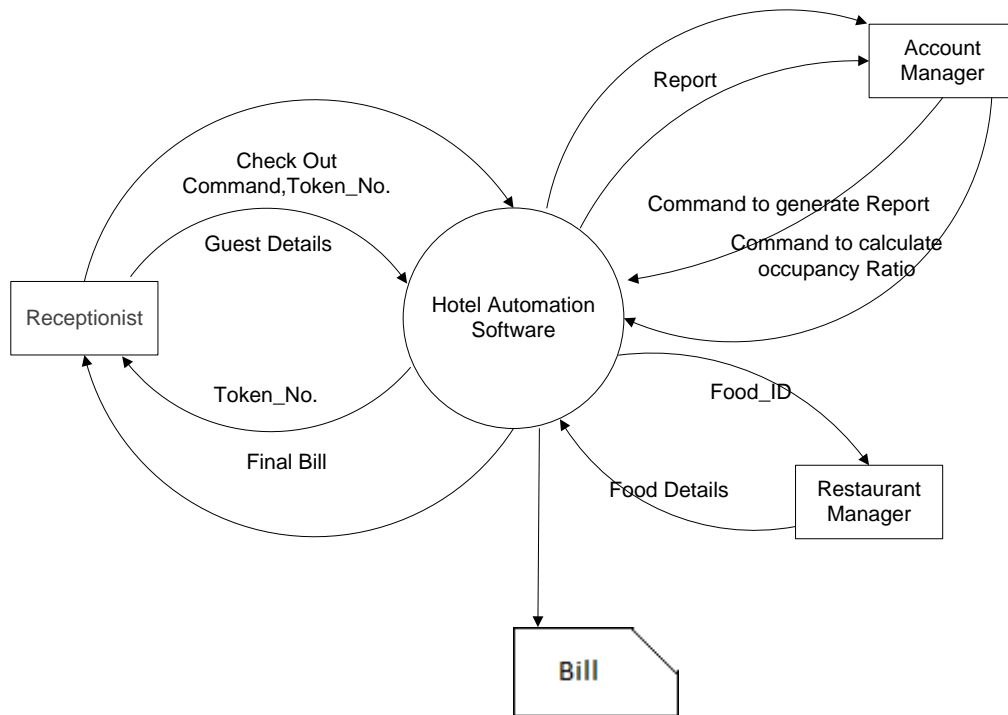 Account
Manager
Report
Check Out
Command,Token_No.
Guest Details
Command to generate Report
Command to calculate
occupancy Ratio
Receptionist
Hotel Automation
Software
Token_No.
Food_ID
Final Bill
Food Details
Restaurant
Manager
Bill